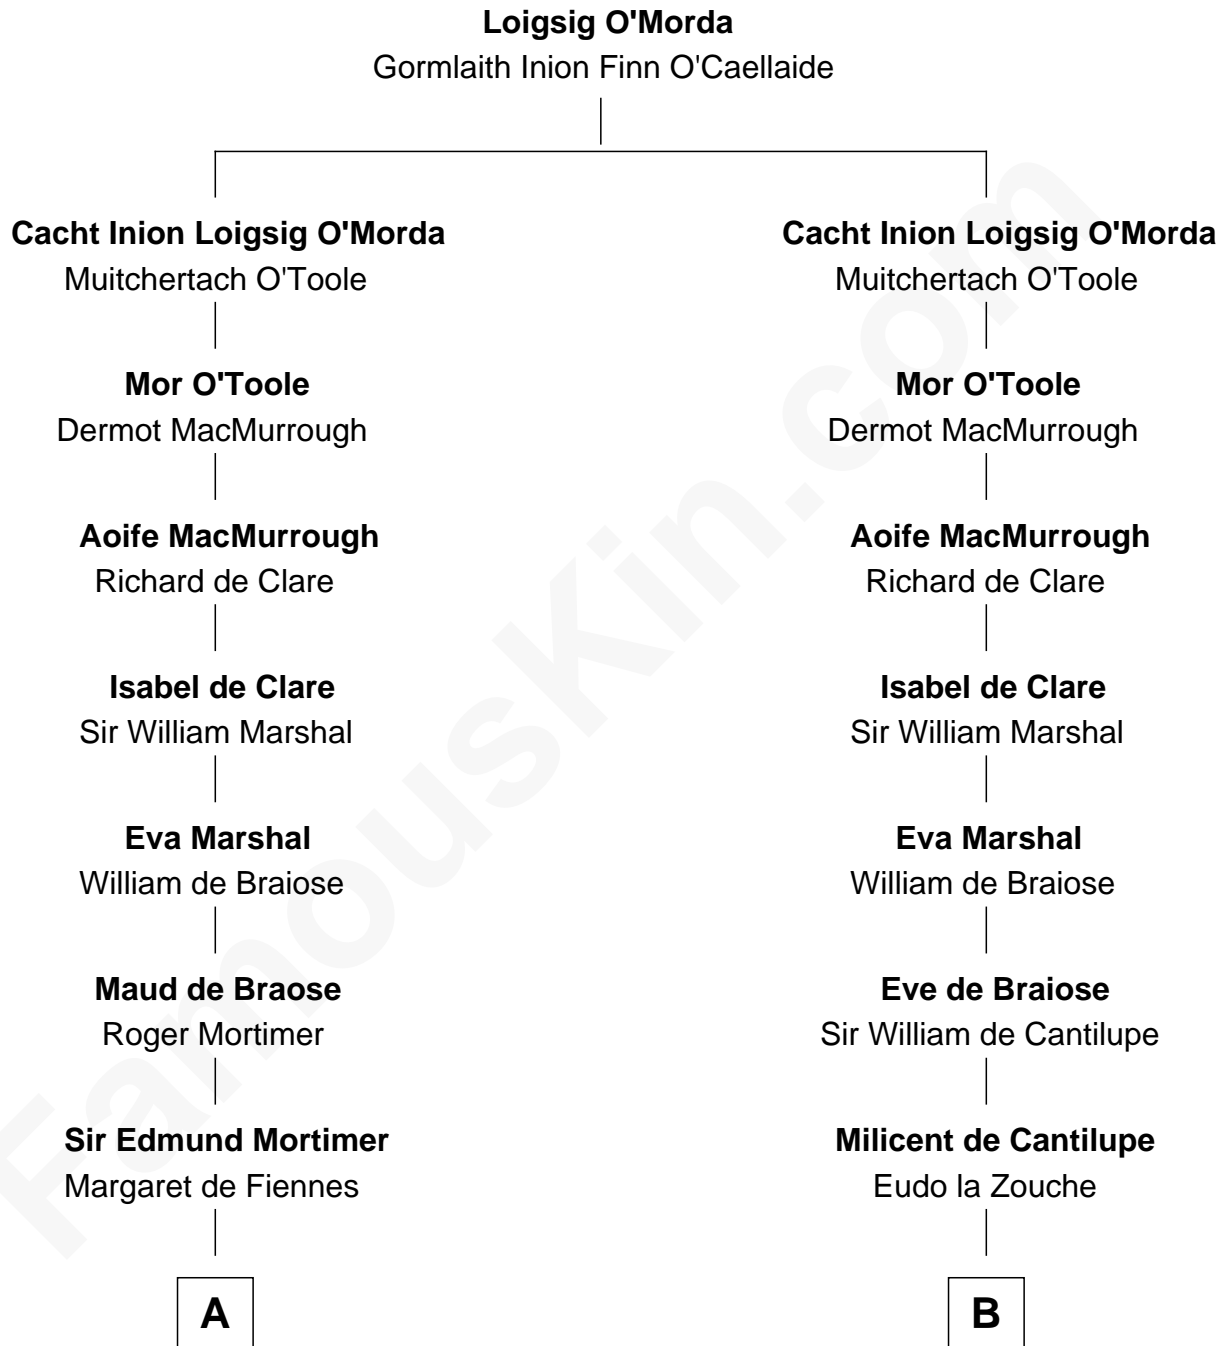 Loigsig O'Morda
Gormlaith Inion Finn O'Caellaide
Cacht Inion Loigsig O'Morda
Muitchertach O'Toole
Mor O'Toole
Dermot MacMurrough
Aoife MacMurrough
Richard de Clare
Isabel de Clare
Sir William Marshal
Eva Marshal
William de Braiose
Maud de Braose
Roger Mortimer
Sir Edmund Mortimer
Margaret de Fiennes
A
Cacht Inion Loigsig O'Morda
Muitchertach O'Toole
Mor O'Toole
Dermot MacMurrough
Aoife MacMurrough
Richard de Clare
Isabel de Clare
Sir William Marshal
Eva Marshal
William de Braiose
Eve de Braiose
Sir William de Cantilupe
Milicent de Cantilupe
Eudo la Zouche
B
FamousKin.com